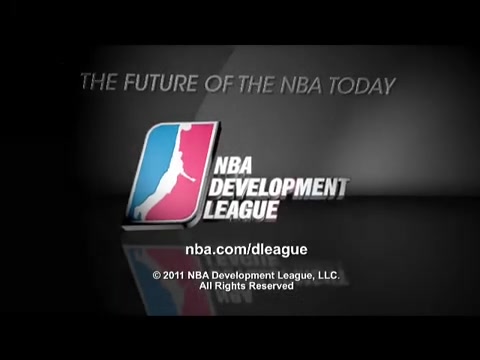 THE FUTURE OF THE NBA TODAY
NBA
DEVELOPMENT
LEAGUE
nba.com/dleague
© 2011 NBA Development League, LLC.
All Rights Reserved